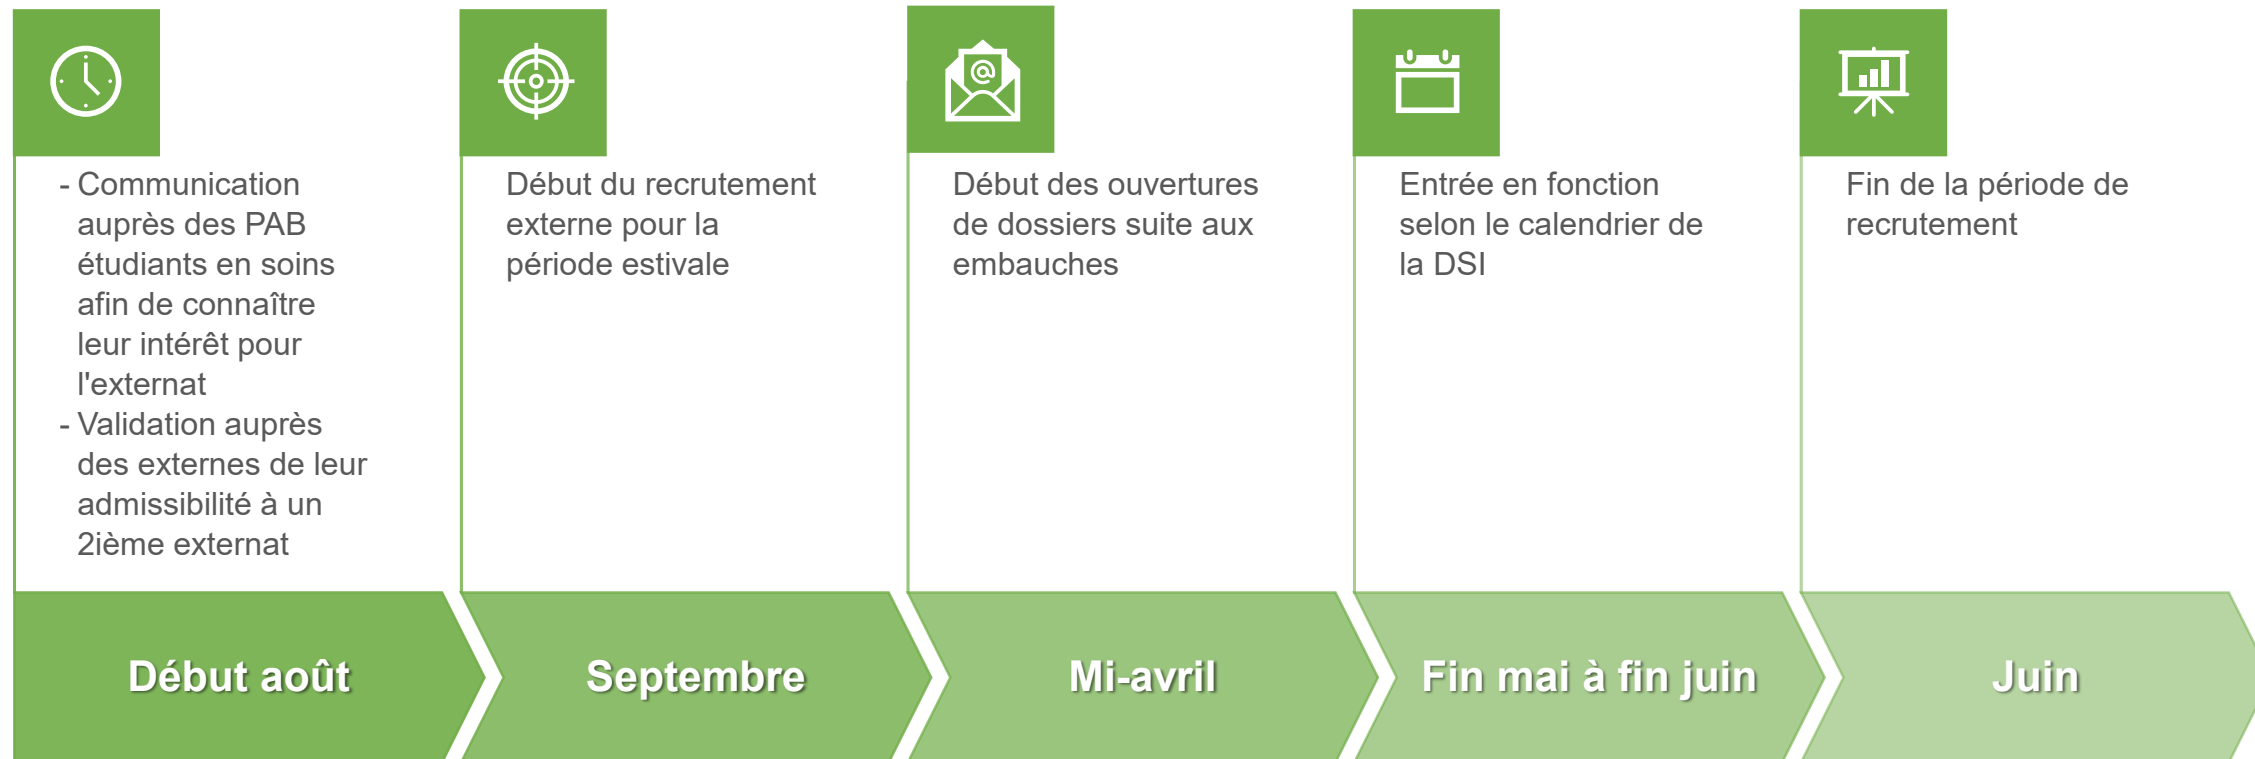 - Communication
auprès des PAB
étudiants en soins
afin de connaître
leur intérêt pour
l'externat
- Validation auprès
des externes de leur
admissibilité à un
2ième externat
Début août
Début du recrutement
externe pour la
période estivale
Septembre
Début des ouvertures
de dossiers suite aux
embauches
Mi-avril
Entrée en fonction
selon le calendrier de
la DSI
Fin mai à fin juin
Fin de la période de
recrutement
Juin